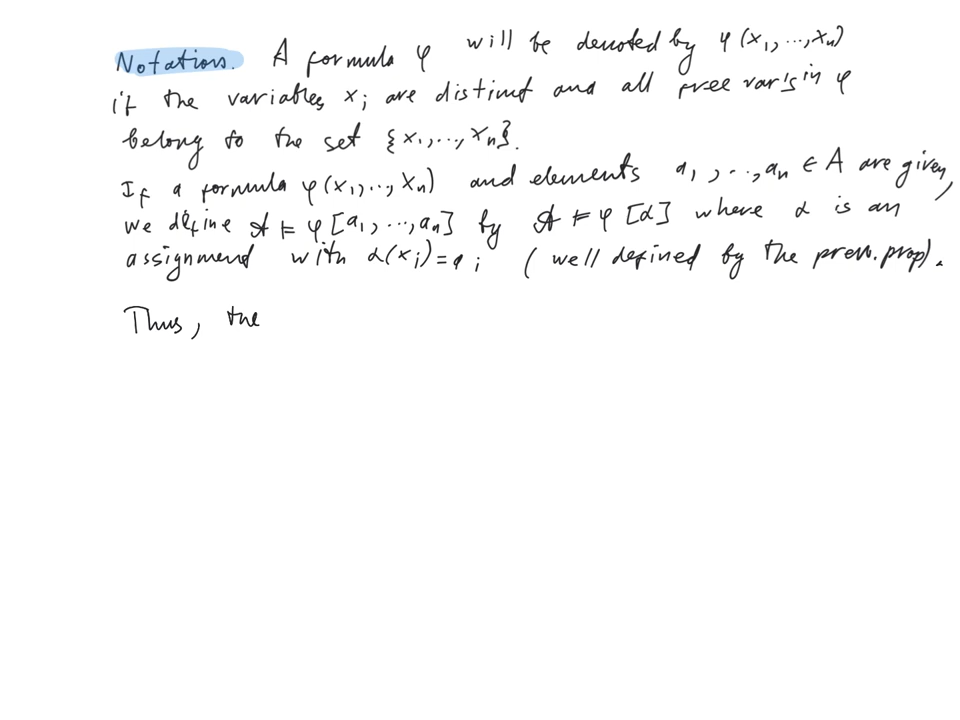 Notation. A formula φ will be denoted by φ(x₁,...,xₙ)
if the variables xᵢ are distinct and all free var's in φ
belong to the set {x₁,...,xₙ}.
If a formula φ(x₁,...,xₙ) and elements a₁,...,aₙ ∈ A are given,
we define 𝒜 ⊨ φ[a₁,...,aₙ] by 𝒜 ⊨ φ[α] where α is an
assignment with α(xᵢ)=aᵢ (well defined by the prev. prop).
Thus, the